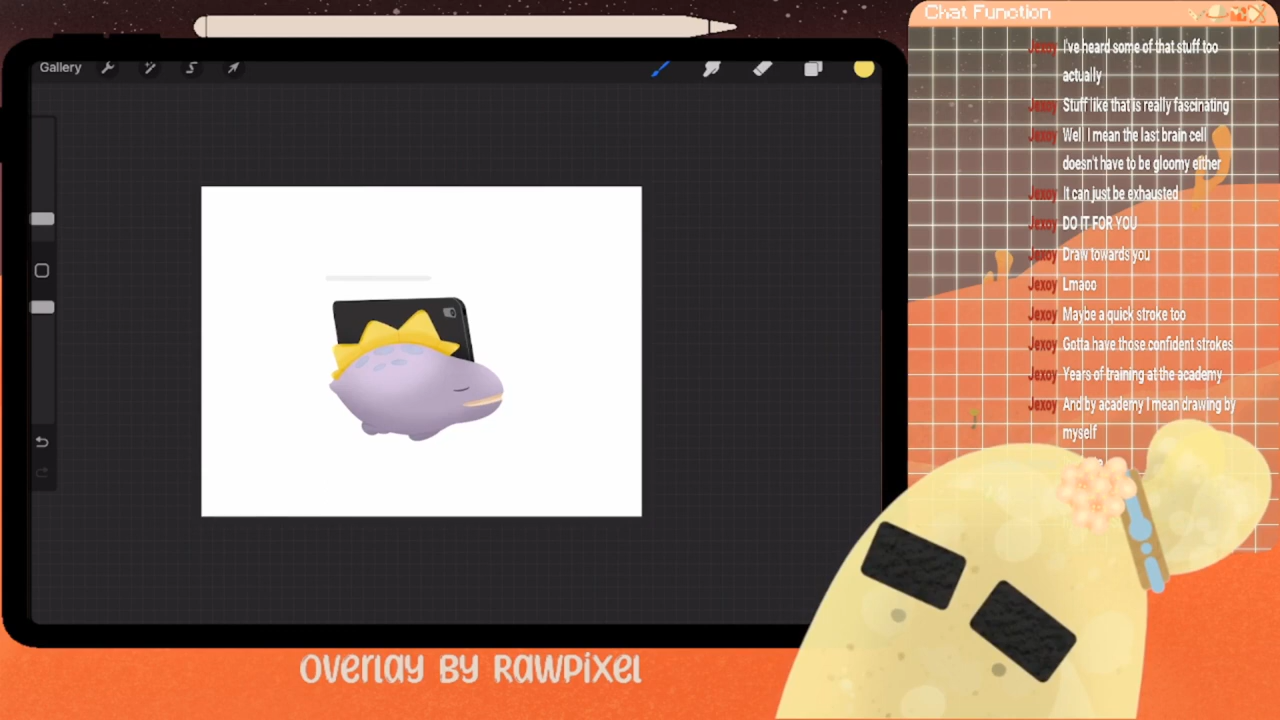 Chat Function
Gallery
Jexoy I've heard some of that stuff too
actually
Jexoy Stuff like that is really fascinating
Jexoy Well I mean the last brain cell
doesn't have to be gloomy either
Jexoy It can just be exhausted
Jexoy DO IT FOR YOU
Jexoy Draw towards you
Jexoy Lmaoo
Jexoy Maybe a quick stroke too
Jexoy Gotta have those confident strokes
Jexoy Years of training at the academy
Jexoy And by academy I mean drawing by
myself
OVERLAY BY RAWPIXEL